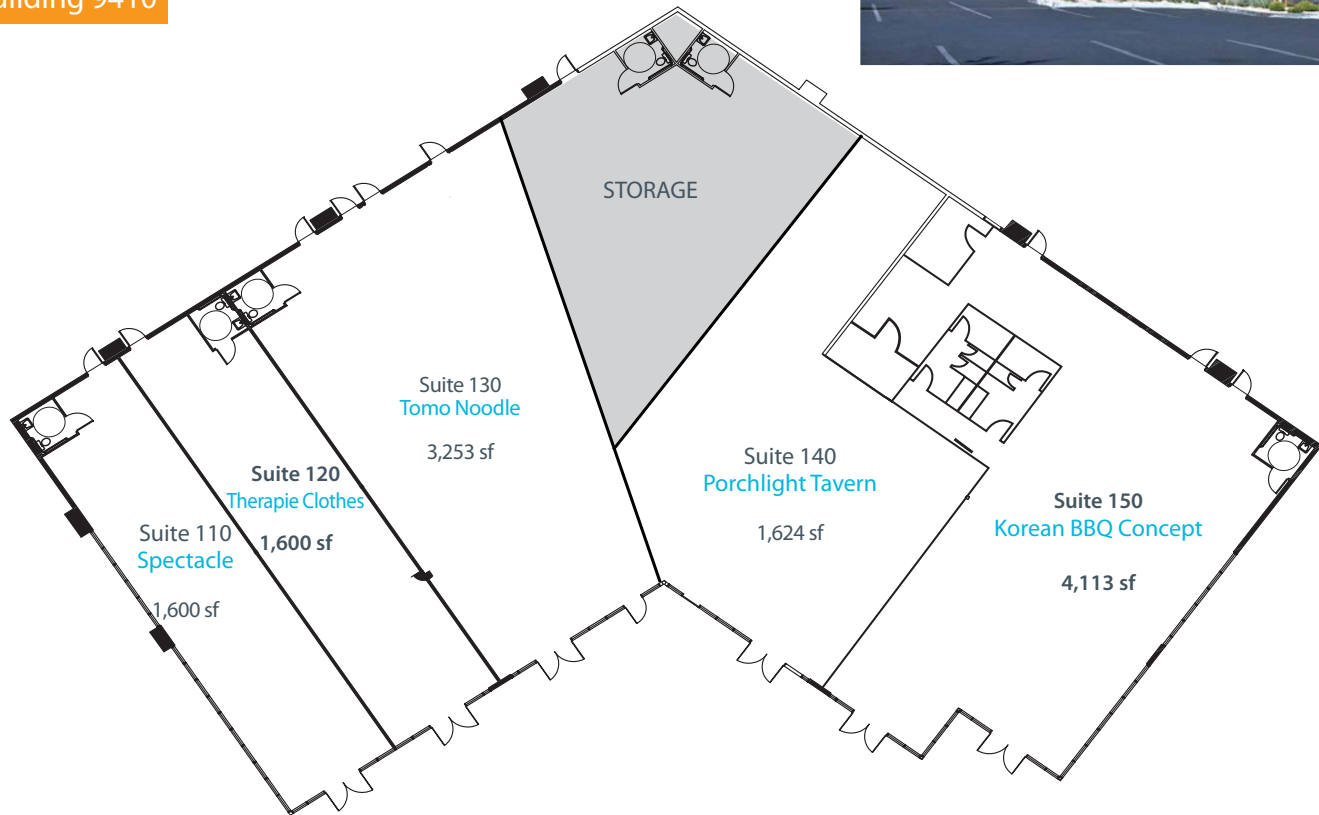 9410
STORAGE
Suite 130
Tomo Noodle
3,253 sf
Suite 140
Porchlight Tavern
1,624 sf
Suite 120
Therapie Clothes
1,600 sf
Suite 150
Korean BBQ Concept
4,113 sf
Suite 110
Spectacle
1,600 sf